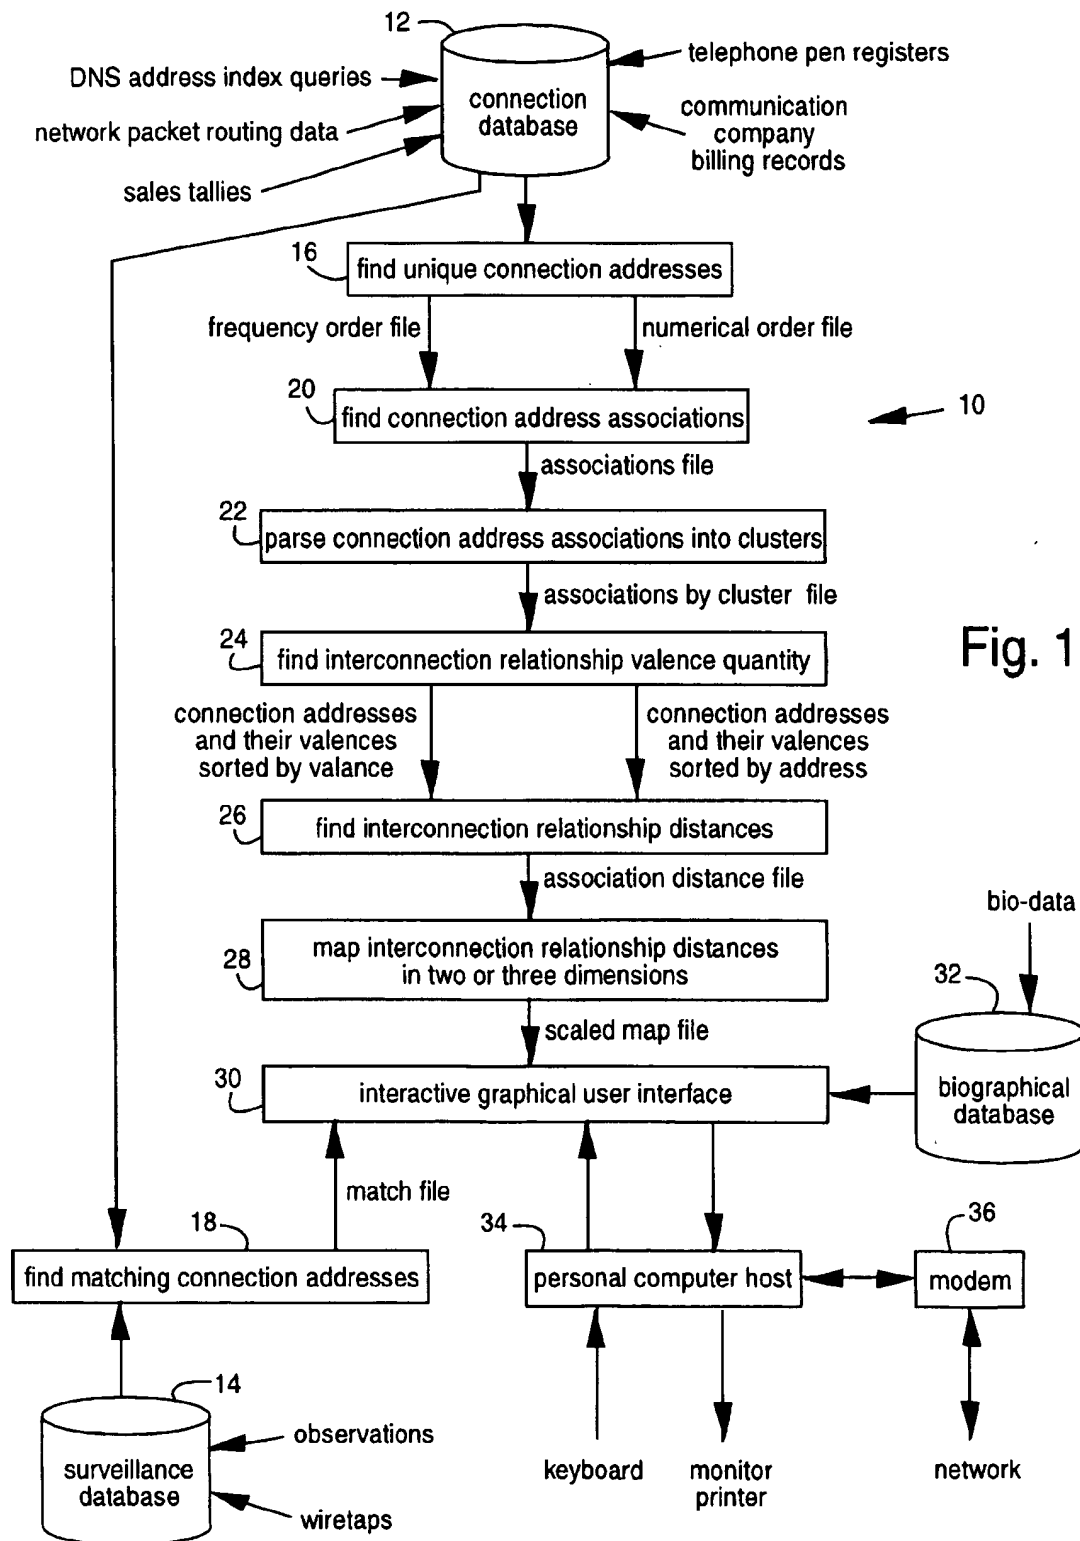 12
telephone pen registers
DNS address index queries
connection
database
communication
company
billing records
network packet routing data
sales tallies
16
find unique connection addresses
frequency order file
numerical order file
20
find connection address associations
10
associations file
22
parse connection address associations into clusters
associations by cluster file
24
find interconnection relationship valence quantity
Fig. 1
connection addresses
and their valences
sorted by valance
connection addresses
and their valences
sorted by address
26
find interconnection relationship distances
association distance file
bio-data
28
map interconnection relationship distances
in two or three dimensions
32
scaled map file
30
interactive graphical user interface
biographical
database
match file
18
34
36
find matching connection addresses
personal computer host
modem
14
observations
surveillance
database
wiretaps
keyboard
monitor
printer
network